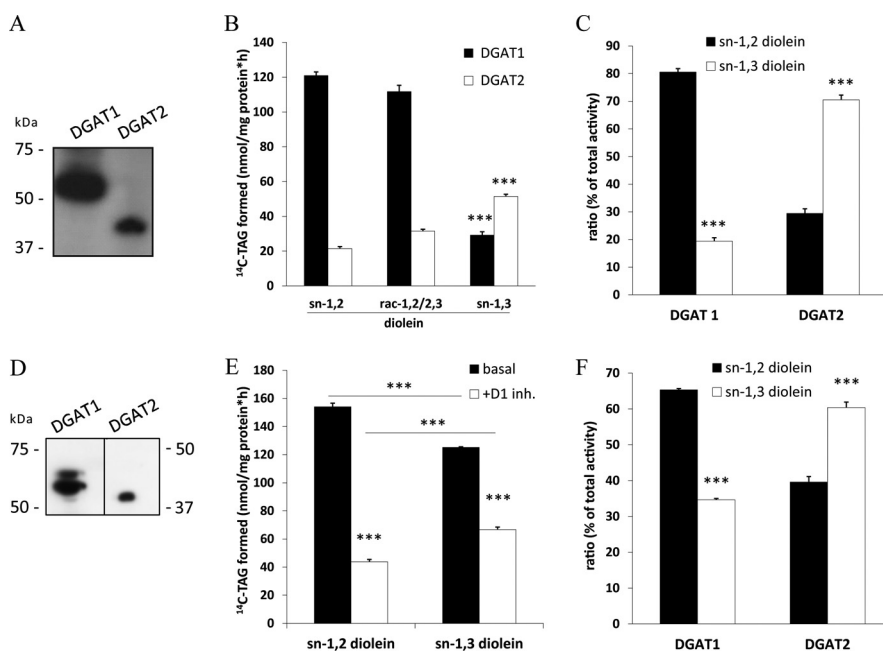 A
kDa
DGAT1
DGAT2
75 -
50 -
37 -
B
¹⁴C-TAG formed (nmol/mg protein*h)
140
120
100
80
60
40
20
0
DGAT1
DGAT2
***
***
sn-1,2
rac-1,2/2,3
sn-1,3
diolein
C
ratio (% of total activity)
90
80
70
60
50
40
30
20
10
0
sn-1,2 diolein
sn-1,3 diolein
***
***
DGAT 1
DGAT2
D
kDa
DGAT1
DGAT2
75 -
50 -
- 50
- 37
E
¹⁴C-TAG formed (nmol/mg protein*h)
180
160
140
120
100
80
60
40
20
0
basal
+D1 inh.
***
***
***
***
sn-1,2 diolein
sn-1,3 diolein
F
ratio (% of total activity)
70
60
50
40
30
20
10
0
sn-1,2 diolein
sn-1,3 diolein
***
***
DGAT1
DGAT2